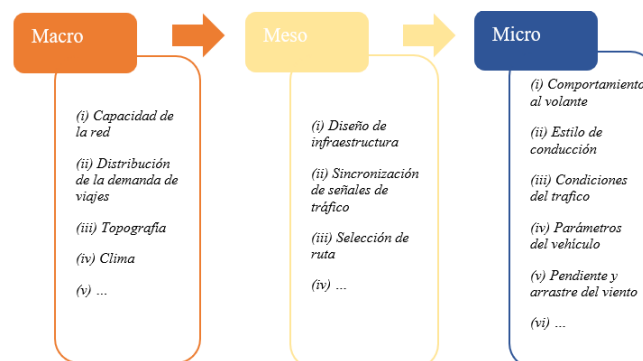 Macro
(i) Capacidad de
la red
(ii) Distribución
de la demanda de
viajes
(iii) Topografía
(iv) Clima
(v) ...
Meso
(i) Diseño de
infraestructura
(ii) Sincronización
de señales de
tráfico
(iii) Selección de
ruta
(iv) ...
Micro
(i) Comportamiento
al volante
(ii) Estilo de
conducción
(iii) Condiciones
del trafico
(iv) Parámetros
del vehículo
(v) Pendiente y
arrastre del viento
(vi) ...